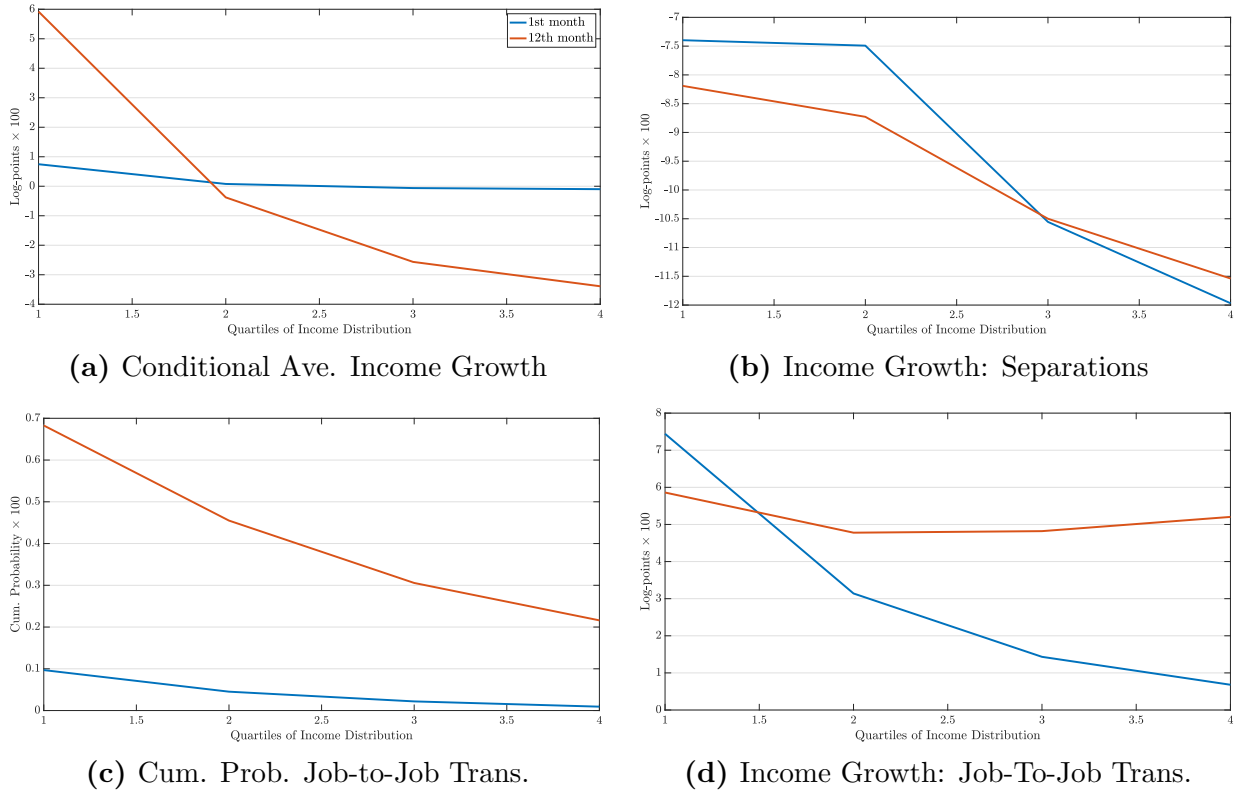 6
5
4
3
2
1
0
-1
-2
-3
-4
Log-points × 100
1st month
12th month
1 1.5 2 2.5 3 3.5 4
Quartiles of Income Distribution
(a) Conditional Ave. Income Growth
-7
-7.5
-8
-8.5
-9
-9.5
-10
-10.5
-11
-11.5
-12
Log-points × 100
1 1.5 2 2.5 3 3.5 4
Quartiles of Income Distribution
(b) Income Growth: Separations
0.7
0.6
0.5
0.4
0.3
0.2
0.1
0
Cum. Probability × 100
1 1.5 2 2.5 3 3.5 4
Quartiles of Income Distribution
(c) Cum. Prob. Job-to-Job Trans.
8
7
6
5
4
3
2
1
0
Log-points × 100
1 1.5 2 2.5 3 3.5 4
Quartiles of Income Distribution
(d) Income Growth: Job-To-Job Trans.